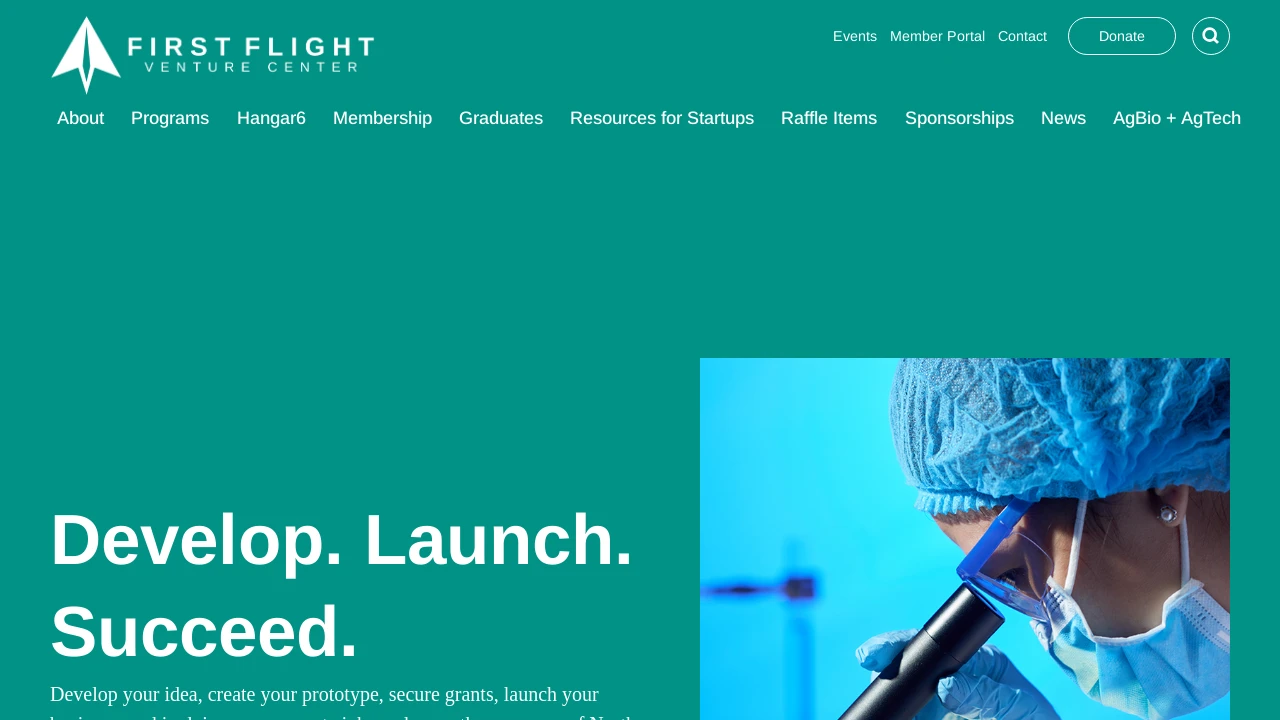 FIRST FLIGHT
VENTURE CENTER
Events Member Portal Contact Donate
About Programs Hangar6 Membership Graduates Resources for Startups Raffle Items Sponsorships News AgBio + AgTech
Develop. Launch.
Succeed.
Develop your idea, create your prototype, secure grants, launch your